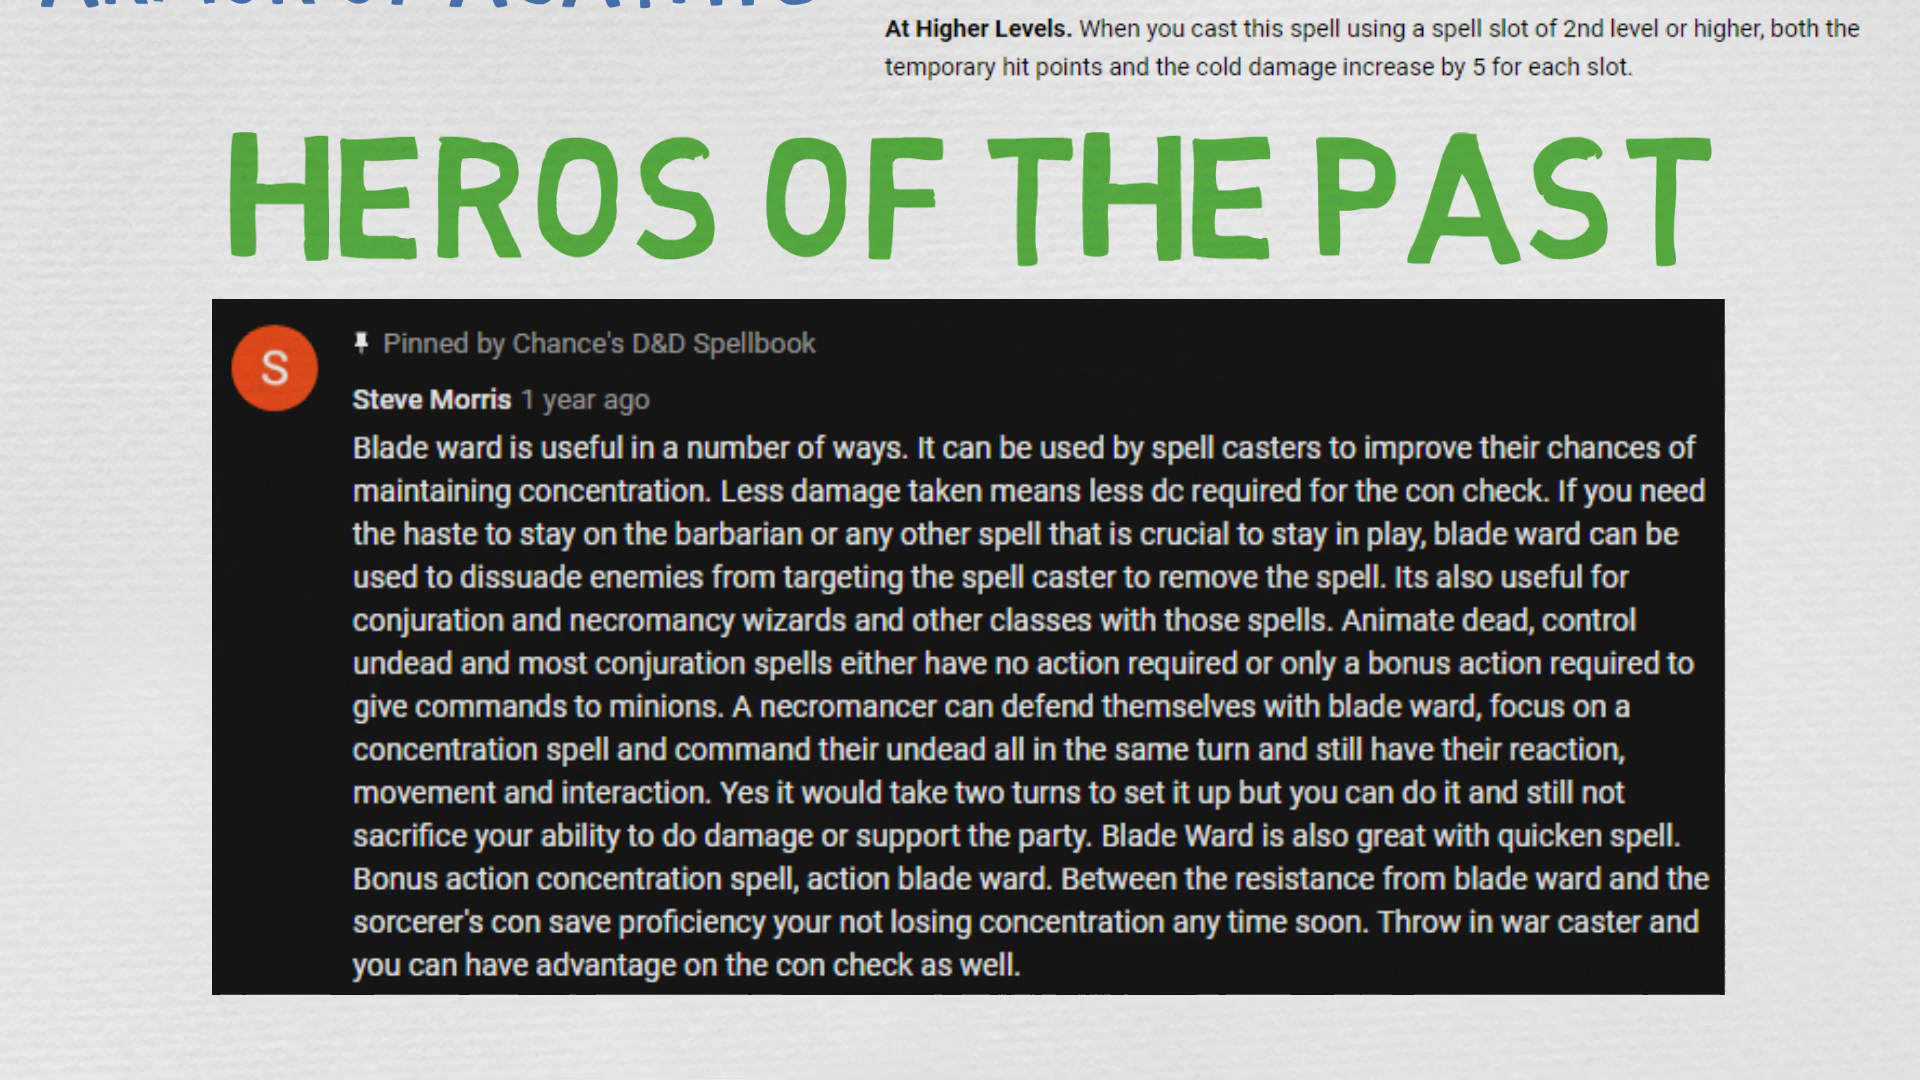 At Higher Levels. When you cast this spell using a spell slot of 2nd level or higher, both the
temporary hit points and the cold damage increase by 5 for each slot.
HEROS OF THE PAST
S
Pinned by Chance's D&D Spellbook
Steve Morris 1 year ago
Blade ward is useful in a number of ways. It can be used by spell casters to improve their chances of
maintaining concentration. Less damage taken means less dc required for the con check. If you need
the haste to stay on the barbarian or any other spell that is crucial to stay in play, blade ward can be
used to dissuade enemies from targeting the spell caster to remove the spell. Its also useful for
conjuration and necromancy wizards and other classes with those spells. Animate dead, control
undead and most conjuration spells either have no action required or only a bonus action required to
give commands to minions. A necromancer can defend themselves with blade ward, focus on a
concentration spell and command their undead all in the same turn and still have their reaction,
movement and interaction. Yes it would take two turns to set it up but you can do it and still not
sacrifice your ability to do damage or support the party. Blade Ward is also great with quicken spell.
Bonus action concentration spell, action blade ward. Between the resistance from blade ward and the
sorcerer's con save proficiency your not losing concentration any time soon. Throw in war caster and
you can have advantage on the con check as well.